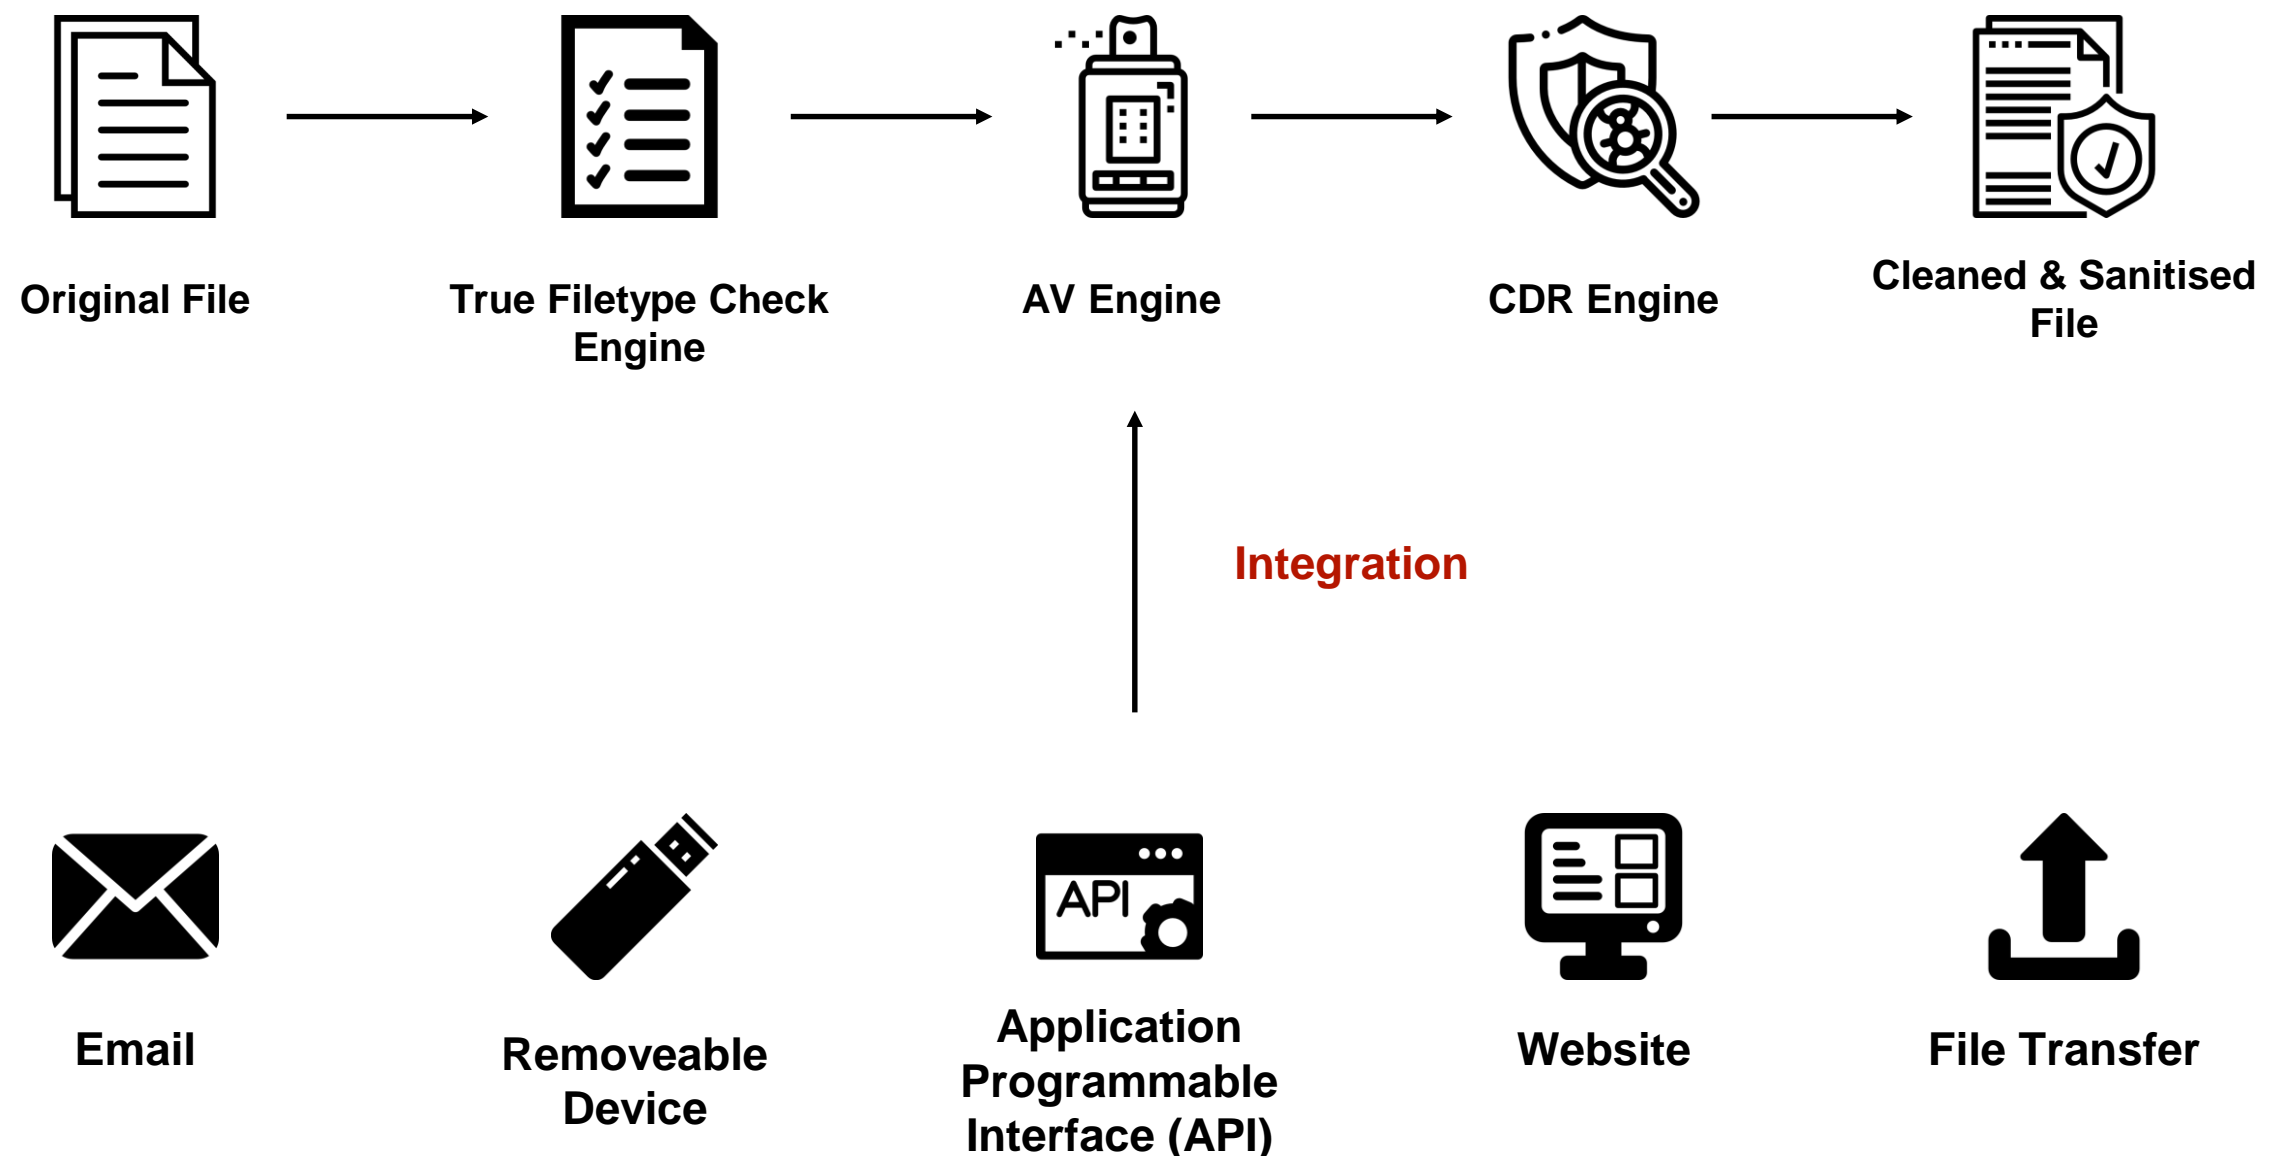 Original File
True Filetype Check
Engine
AV Engine
CDR Engine
Cleaned & Sanitised
File
Integration
API
Email
Removeable
Device
Application
Programmable
Interface (API)
Website
File Transfer